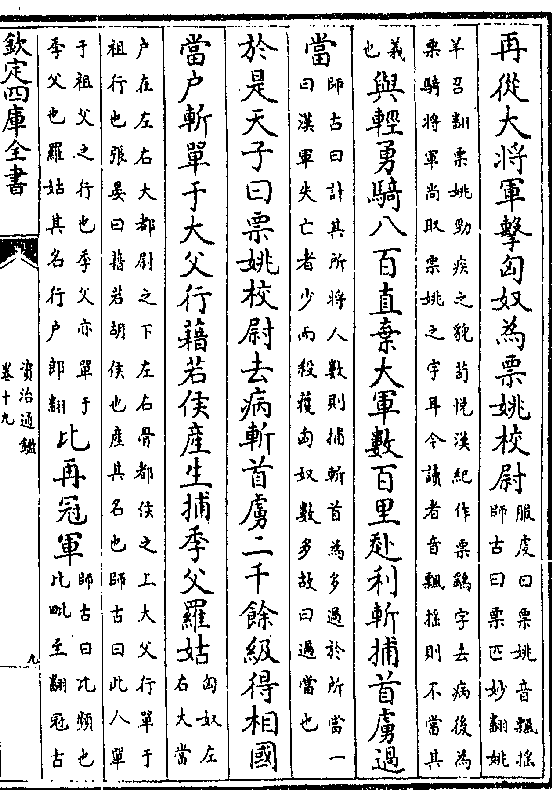 再從大將軍擊匈奴為票姚校尉服虔曰票姚音飄搖師古曰票匹妙翻姚
羊召翻票姚勁疾之貌荀悅漢紀作票鷂字去病後為票騎將軍尚取票姚之字耳今讀者音飄搖則不當其
義也與輕勇騎八百直棄大軍數百里赴利斬捕首虜過
當師古曰計其所將人數則捕斬首為多過於所當一曰漢軍失亡者少而殺獲匈奴數多故曰過當也
於是天子曰票姚校尉去病斬首虜二千餘級得相國
當户斬單于大父行藉若侯產生捕季父羅姑匈奴左右大當
户在左右大都尉之下左右骨都侯之上大父行單于祖行也張晏曰藉若胡侯也產其名也師古曰此人單
于祖父之行也季父亦單于季父也羅姑其名行户郎翻比再冠軍師古曰比頻也比毗至翻冠古
欽定四庫全書
資治通鑑
卷十九
九